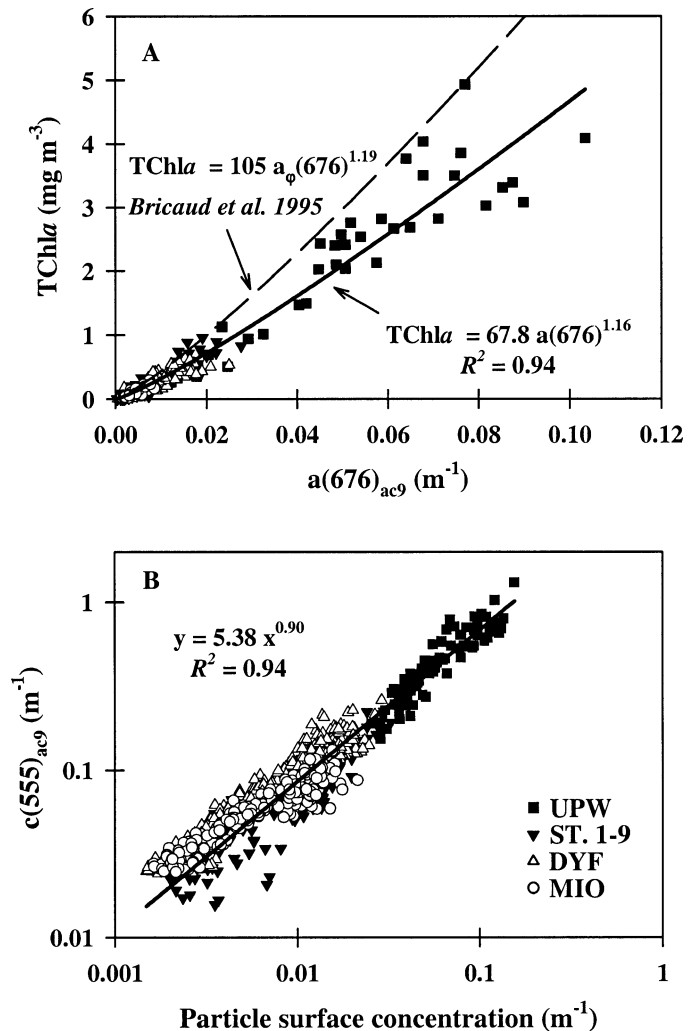 6
5
4
3
2
1
0
A
TChla (mg m-3)
TChla = 105 aφ(676)1.19
Bricaud et al. 1995
TChla = 67.8 a(676)1.16
R2 = 0.94
0.00 0.02 0.04 0.06 0.08 0.10 0.12
a(676)ac9 (m-1)
B
1
0.1
0.01
c(555)ac9 (m-1)
y = 5.38 x0.90
R2 = 0.94
UPW
ST. 1-9
DYF
MIO
0.001 0.01 0.1 1
Particle surface concentration (m-1)